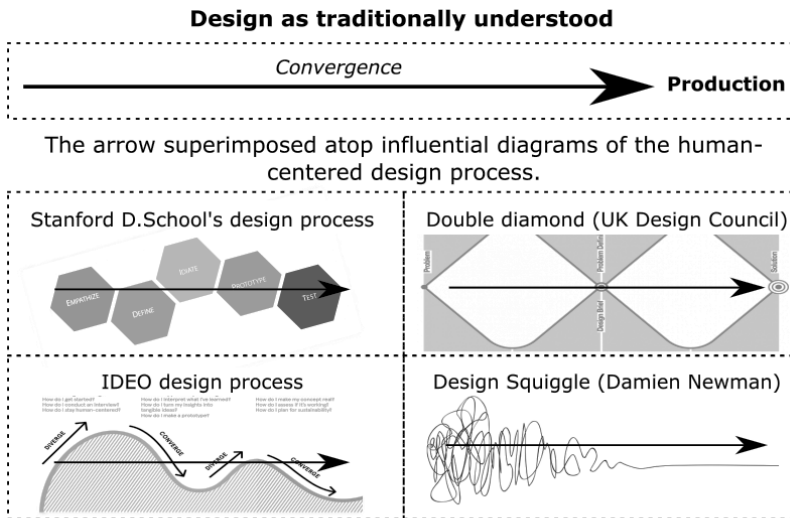 Design as traditionally understood
Convergence
Production
The arrow superimposed atop influential diagrams of the human-
centered design process.
Stanford D.School's design process
EMPATHIZE
DEFINE
IDEATE
PROTOTYPE
TEST
Double diamond (UK Design Council)
Problem
Problem Defini
Design Brief
Solution
IDEO design process
How do I get started?
How do I conduct an interview?
How do I stay human-centered?
How do I interpret what I've learned?
How do I turn my insights into
tangible ideas?
How do I make a prototype?
How do I make my concept real?
How do I assess if it's working?
How do I plan for sustainability?
DIVERGE
CONVERGE
DIVERGE
CONVERGE
Design Squiggle (Damien Newman)